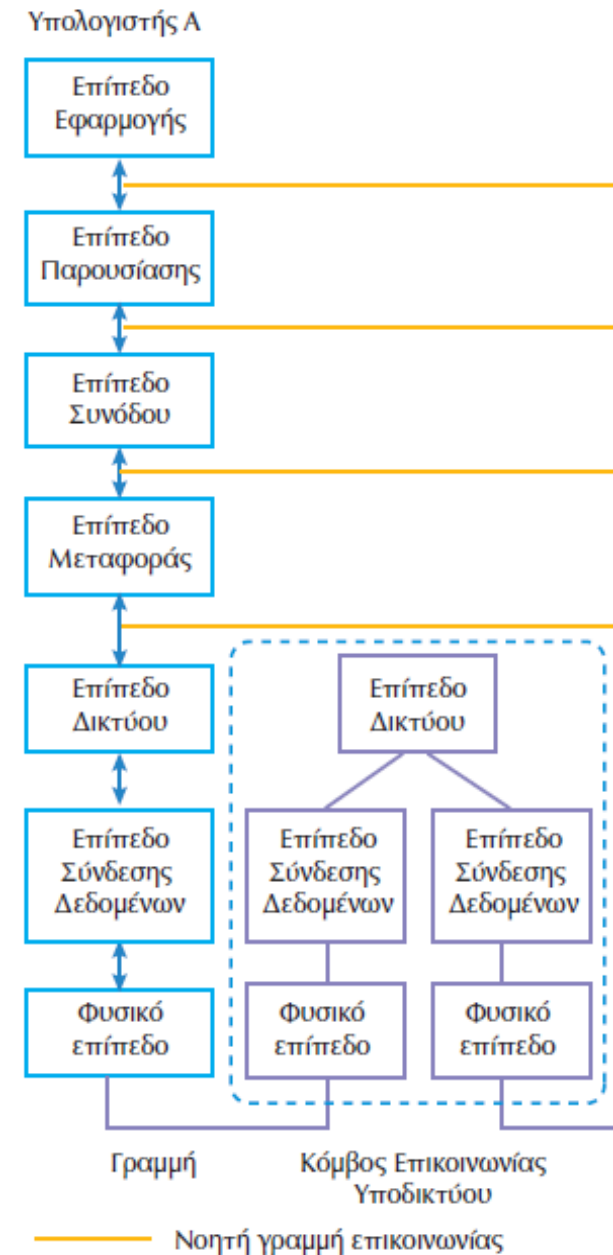 Υπολογιστής Α
Επίπεδο
Εφαρμογής
Επίπεδο
Παρουσίασης
Επίπεδο
Συνόδου
Επίπεδο
Μεταφοράς
Επίπεδο
Δικτύου
Επίπεδο
Δικτύου
Επίπεδο
Σύνδεσης
Δεδομένων
Επίπεδο
Σύνδεσης
Δεδομένων
Επίπεδο
Σύνδεσης
Δεδομένων
Φυσικό
επίπεδο
Φυσικό
επίπεδο
Φυσικό
επίπεδο
Γραμμή
Κόμβος Επικοινωνίας
Υποδικτύου
Νοητή γραμμή επικοινωνίας